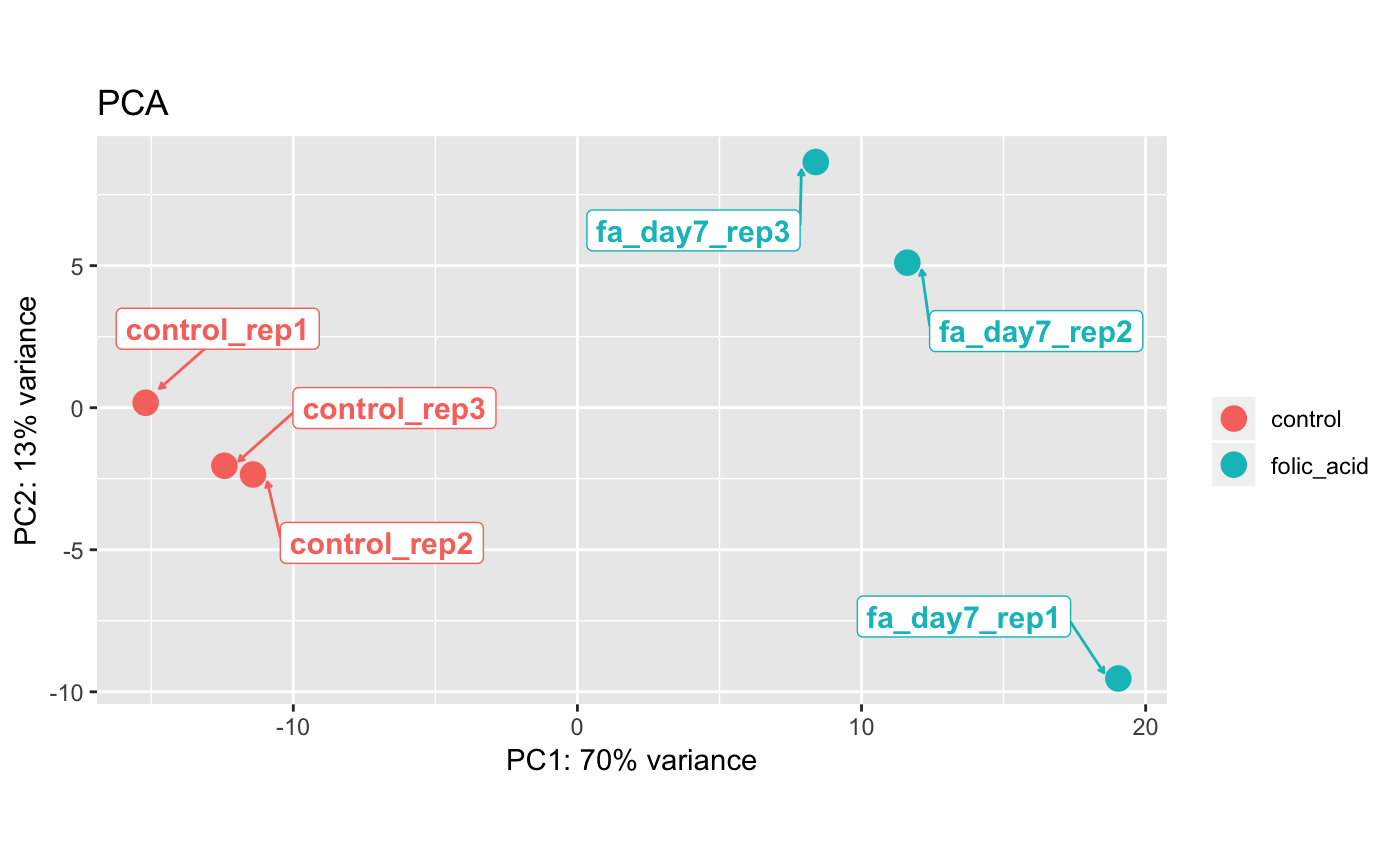 PCA
fa_day7_rep3
5
control_rep1
fa_day7_rep2
0
control_rep3
control
folic_acid
PC2: 13% variance
-5
control_rep2
fa_day7_rep1
-10
-10
0
10
20
PC1: 70% variance